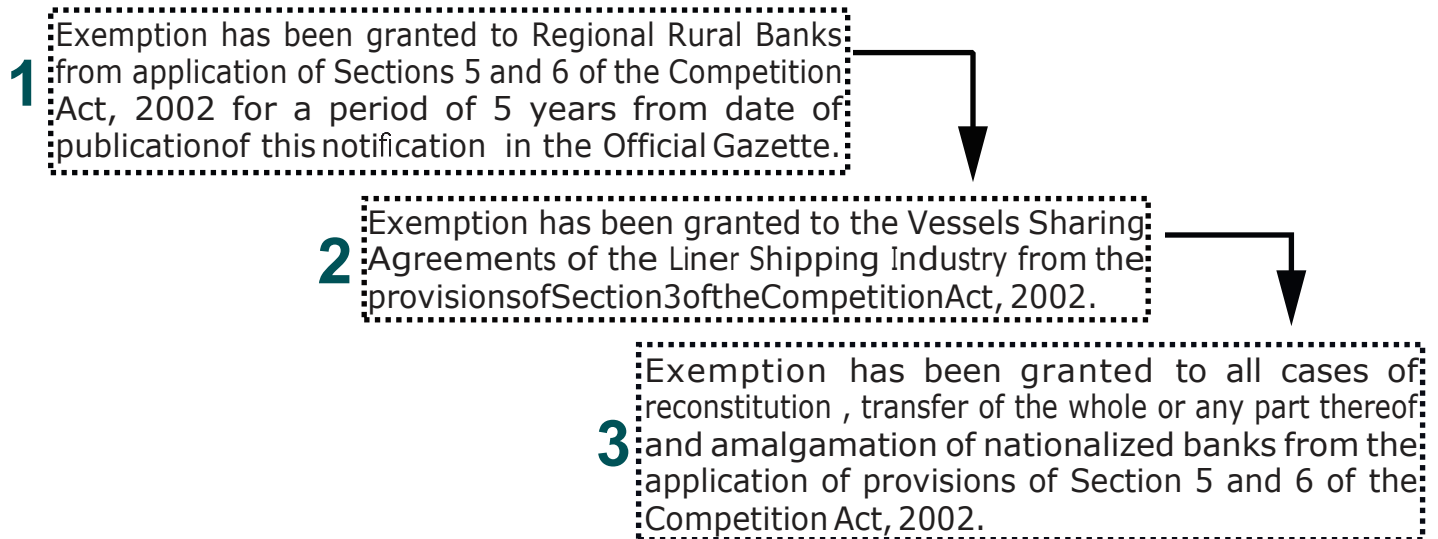 1
Exemption has been granted to Regional Rural Banks
from application of Sections 5 and 6 of the Competition
Act, 2002 for a period of 5 years from date of
publicationof this notification in the Official Gazette.
2
Exemption has been granted to the Vessels Sharing
Agreements of the Liner Shipping Industry from the
provisionsofSection3oftheCompetitionAct, 2002.
3
Exemption has been granted to all cases of
reconstitution , transfer of the whole or any part thereof
and amalgamation of nationalized banks from the
application of provisions of Section 5 and 6 of the
Competition Act, 2002.